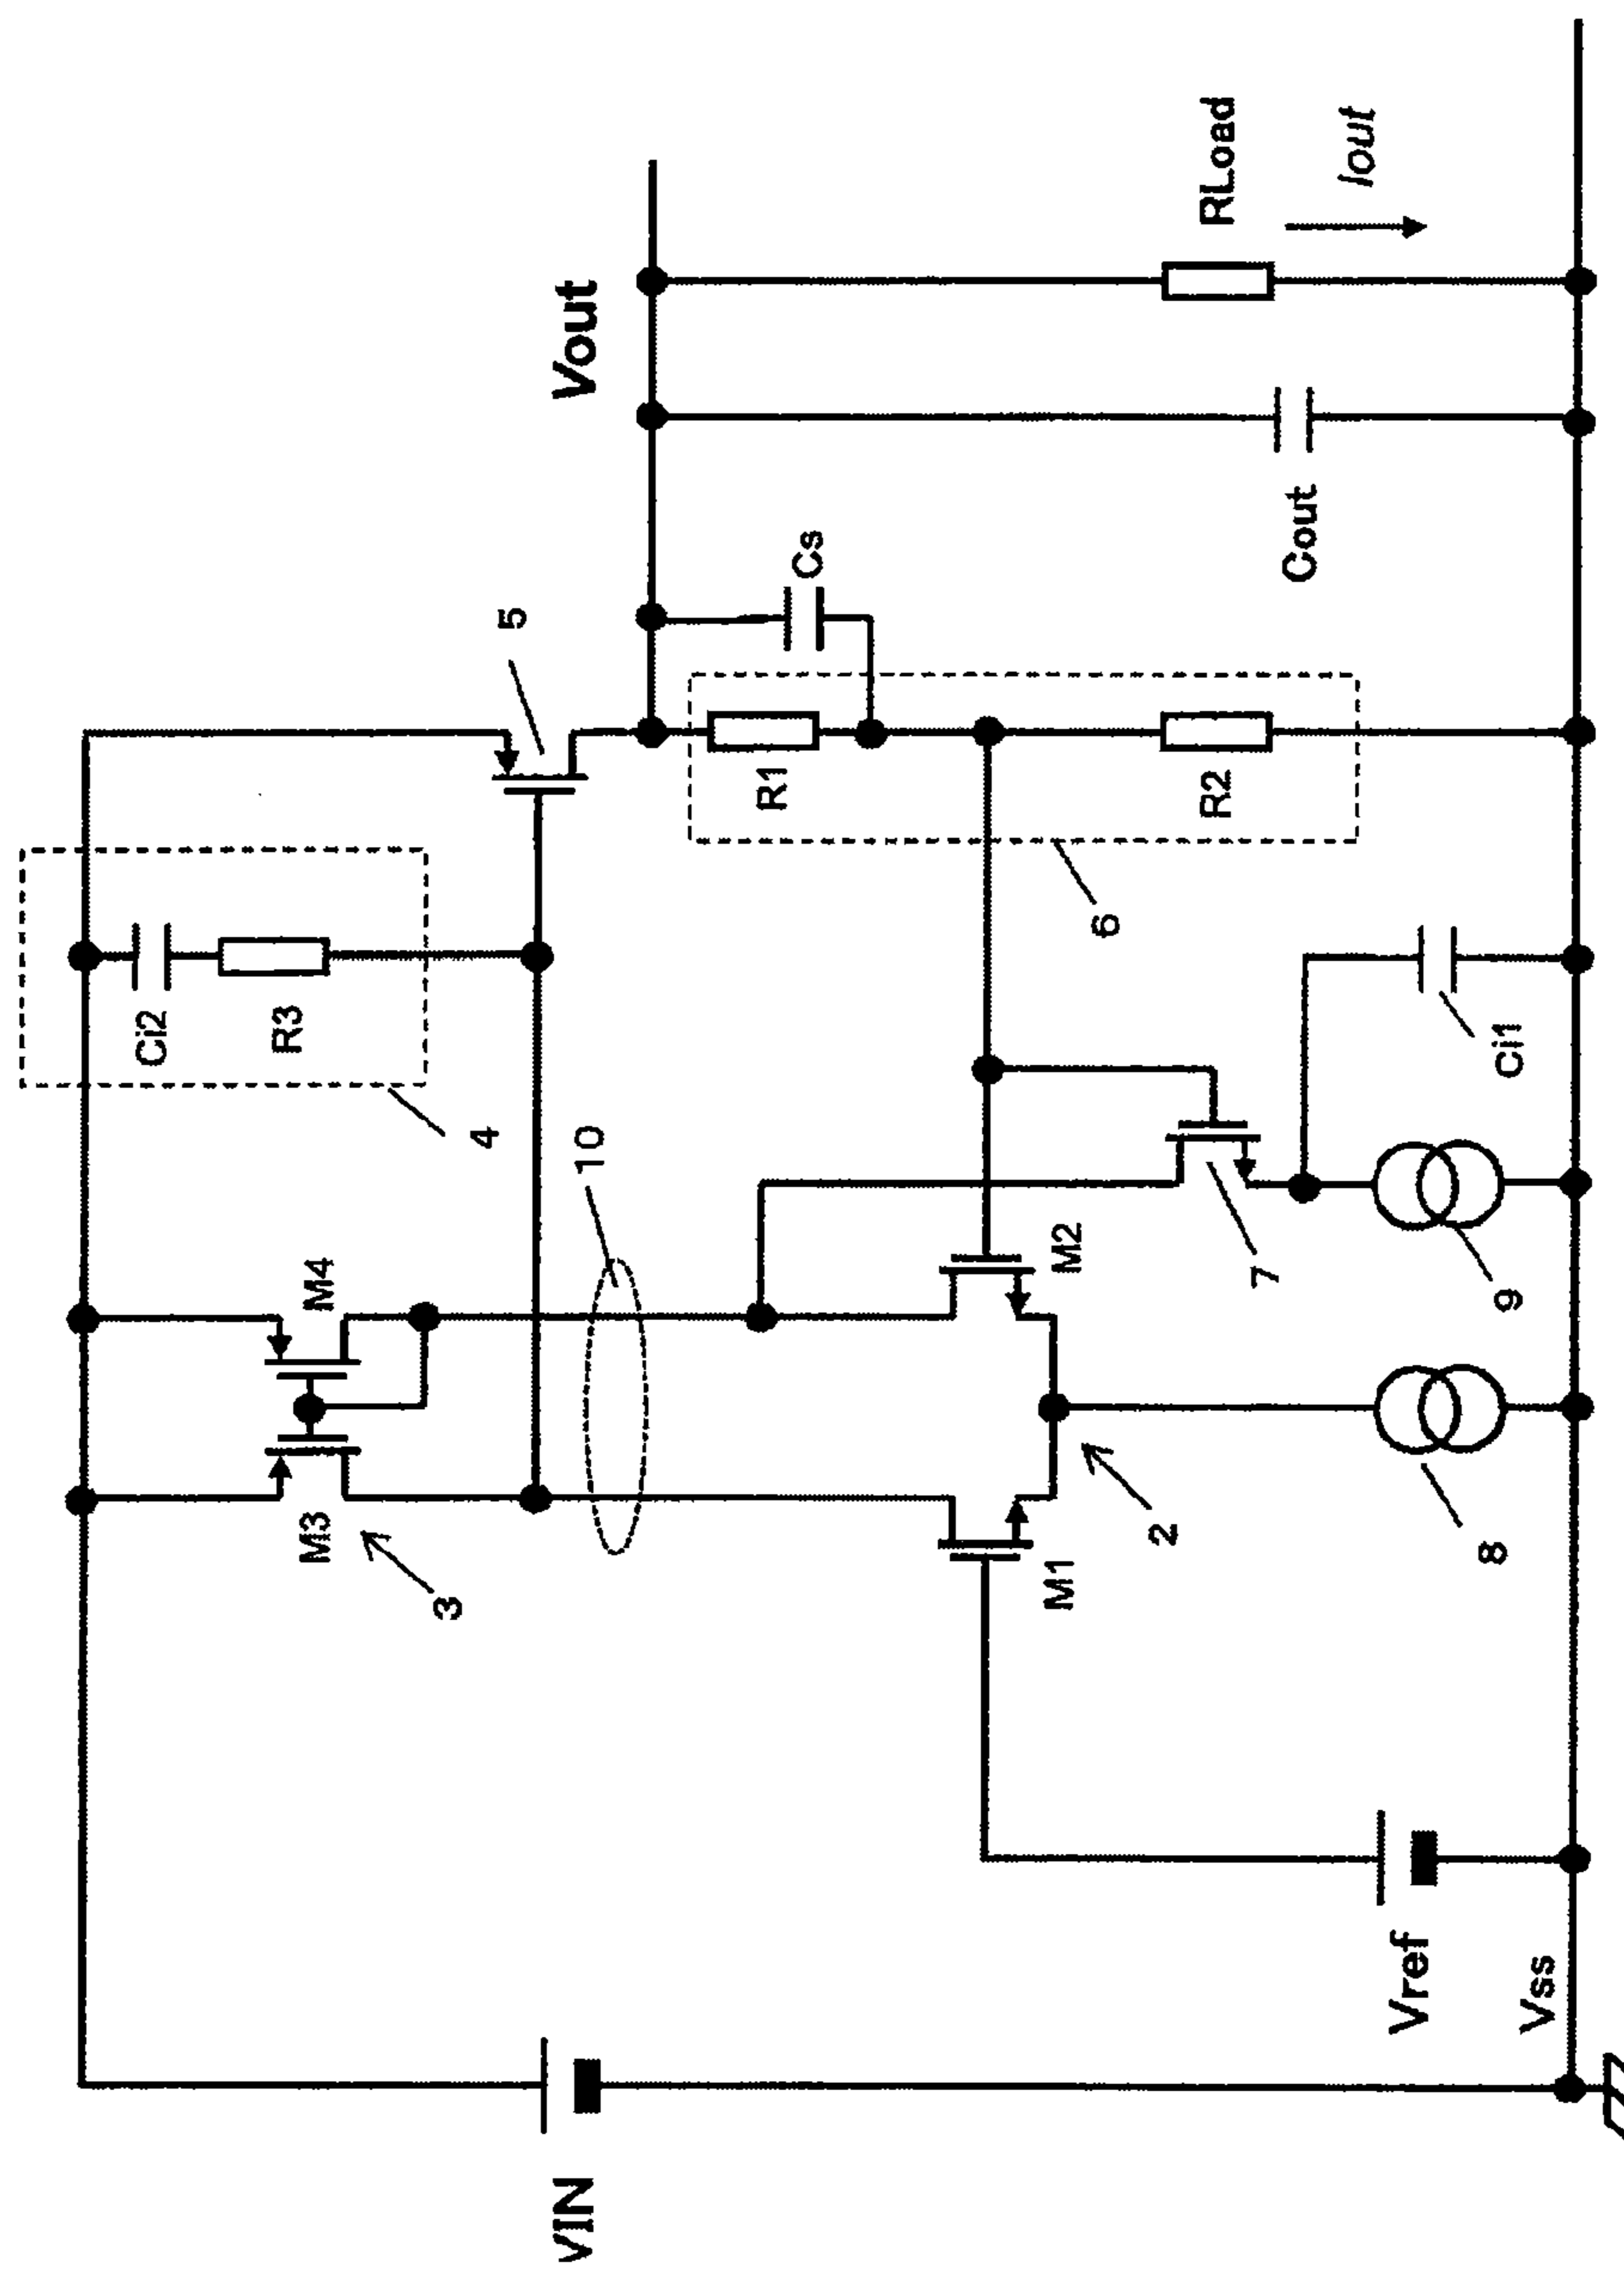 VIN
Vref
Vss
M3
3
M4
M1
2
M2
8
7
9
10
4
Ci2
R3
Ci1
6
5
R1
R2
Cs
Cout
Vout
RLoad
Iout